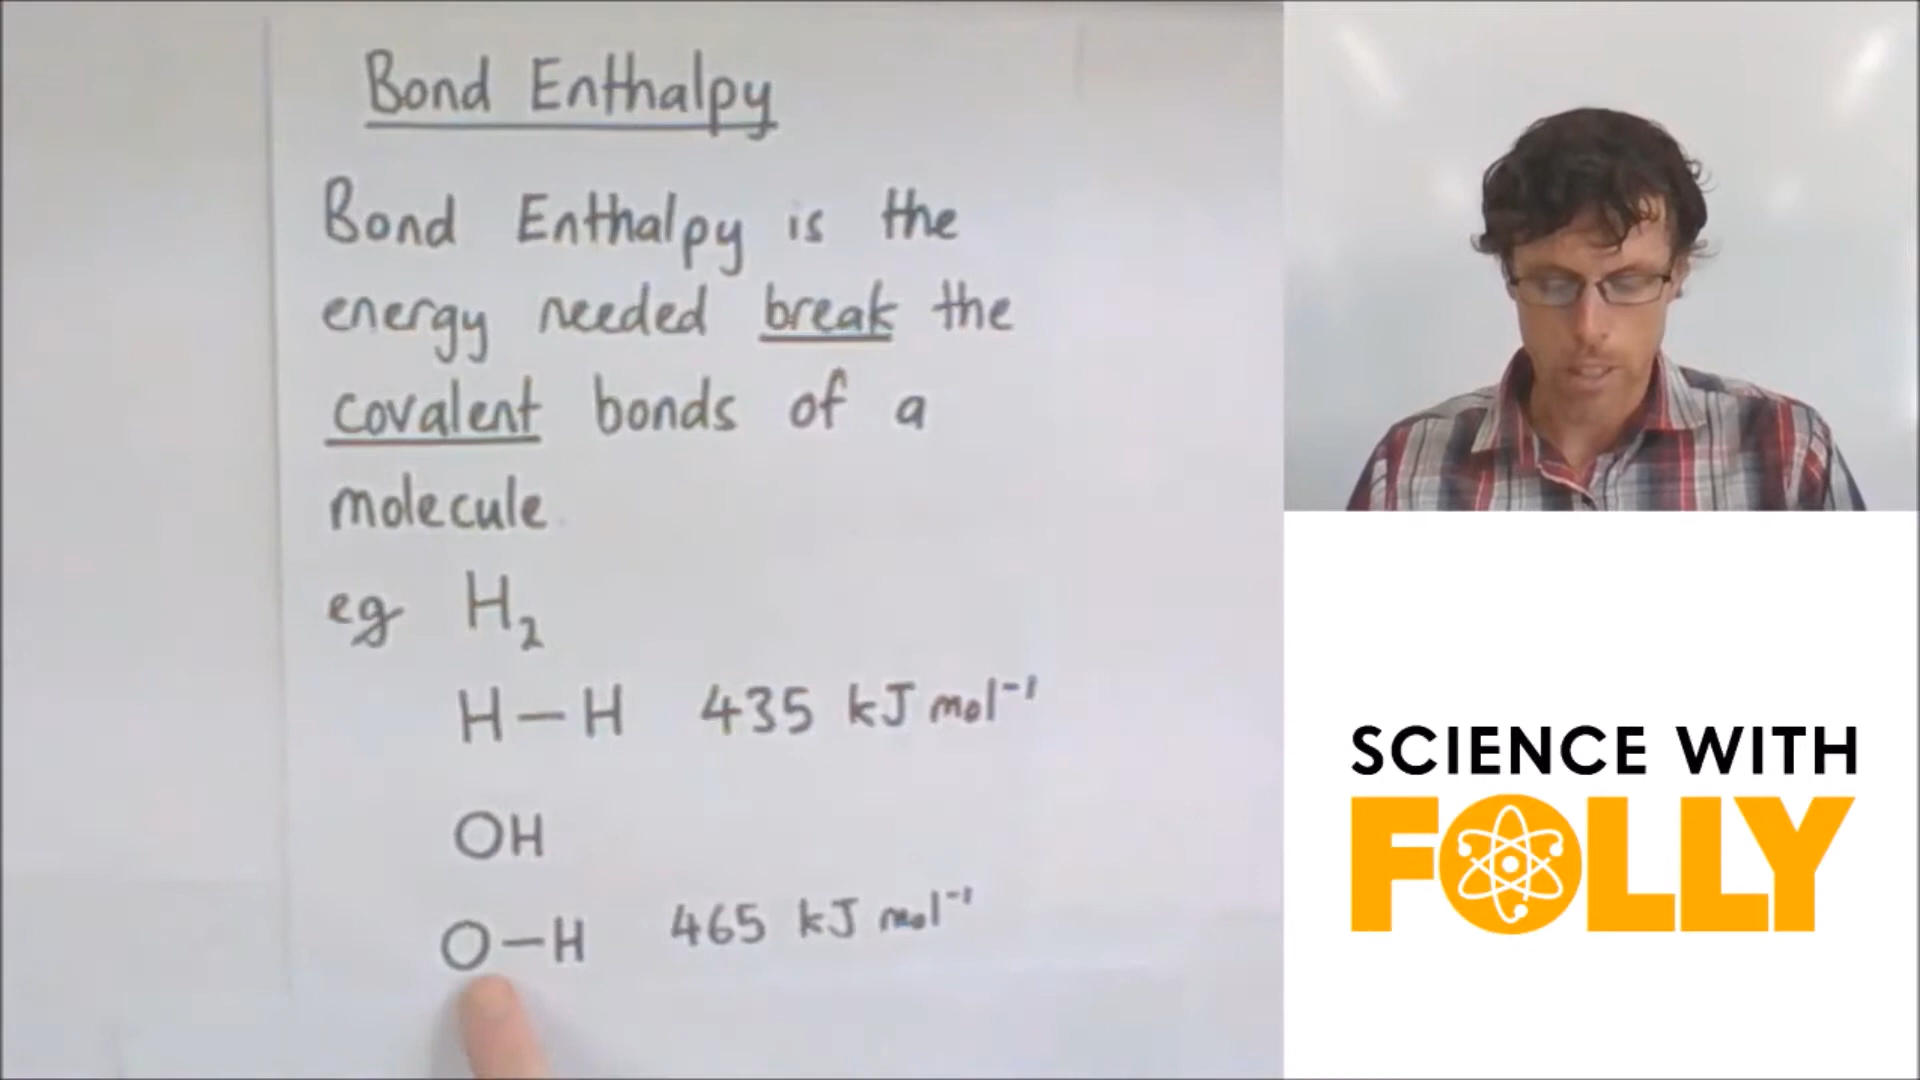 Bond Enthalpy
Bond Enthalpy is the
energy needed break the
covalent bonds of a
molecule
eg H₂
H–H 435 kJ mol⁻¹
OH
O–H 465 kJ mol⁻¹
SCIENCE WITH
FOLLY